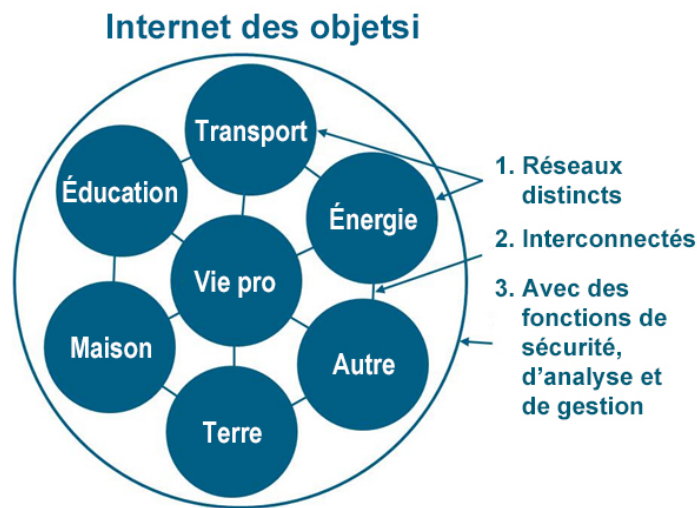 Internet des objetsi
Transport
Éducation
Énergie
Vie pro
Maison
Autre
Terre
1. Réseaux
distincts
2. Interconnectés
3. Avec des
fonctions de
sécurité,
d'analyse et
de gestion